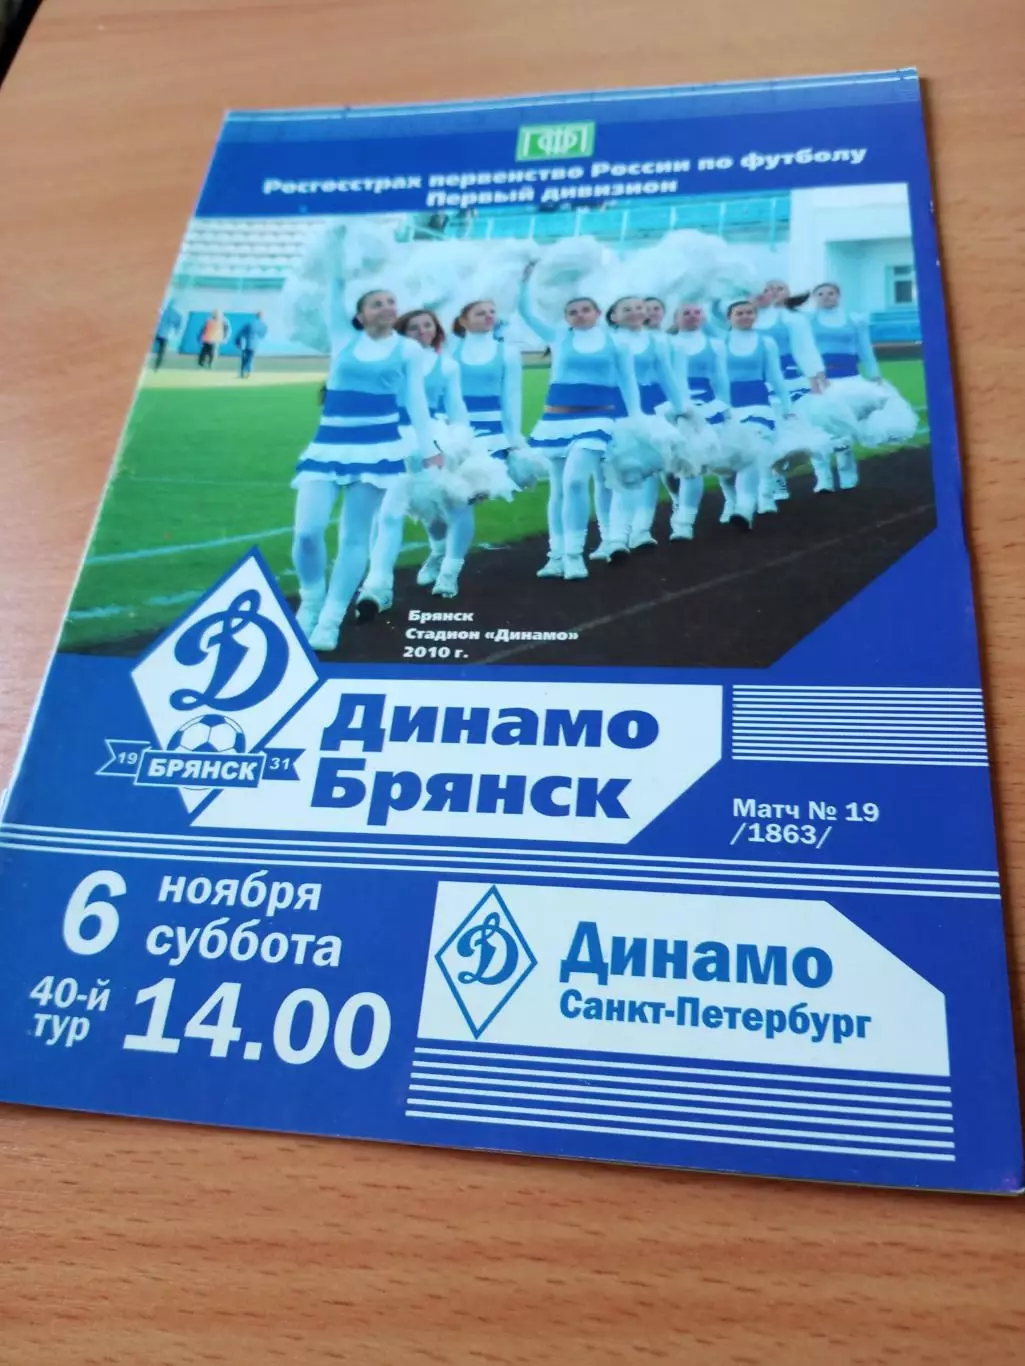 ПФЛ
Росгосстрах первенство России по футболу
Первый дивизион
Брянск
Стадион «Динамо»
2010 г.
19 БРЯНСК 31
Динамо
Брянск
Матч № 19
/1863/
6 ноября
суббота
40-й
тур
14.00
Динамо
Санкт-Петербург